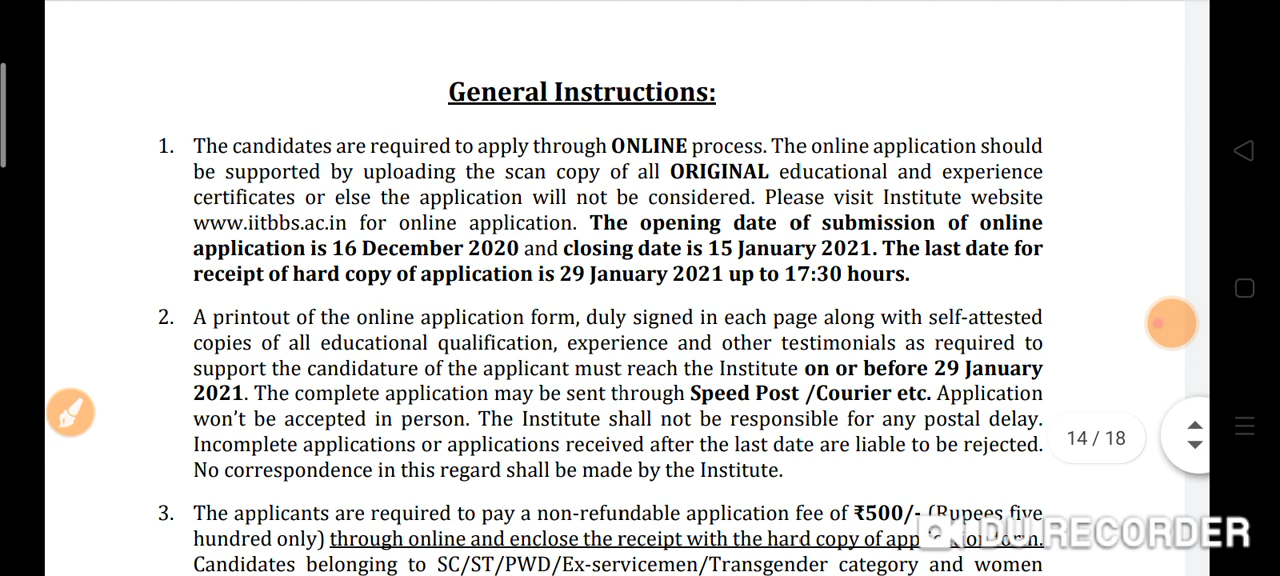 General Instructions:
1. The candidates are required to apply through ONLINE process. The online application should
be supported by uploading the scan copy of all ORIGINAL educational and experience
certificates or else the application will not be considered. Please visit Institute website
www.iitbbs.ac.in for online application. The opening date of submission of online
application is 16 December 2020 and closing date is 15 January 2021. The last date for
receipt of hard copy of application is 29 January 2021 up to 17:30 hours.
2. A printout of the online application form, duly signed in each page along with self-attested
copies of all educational qualification, experience and other testimonials as required to
support the candidature of the applicant must reach the Institute on or before 29 January
2021. The complete application may be sent through Speed Post /Courier etc. Application
won't be accepted in person. The Institute shall not be responsible for any postal delay.
Incomplete applications or applications received after the last date are liable to be rejected.
No correspondence in this regard shall be made by the Institute.
14 / 18
3. The applicants are required to pay a non-refundable application fee of ₹500/- (Rupees five
hundred only) through online and enclose the receipt with the hard copy of application form.
DU RECORDER
Candidates belonging to SC/ST/PWD/Ex-servicemen/Transgender category and women